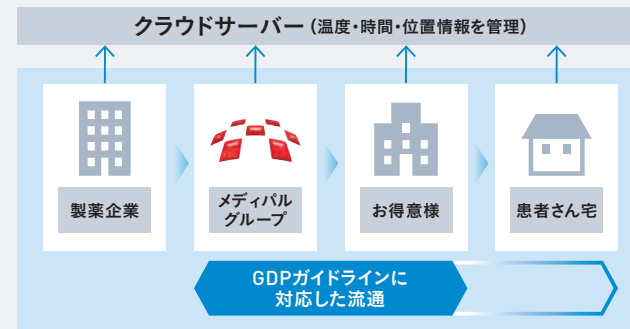 クラウドサーバー（温度・時間・位置情報を管理）
製薬企業
メディパル
グループ
お得意様
患者さん宅
GDPガイドラインに
対応した流通